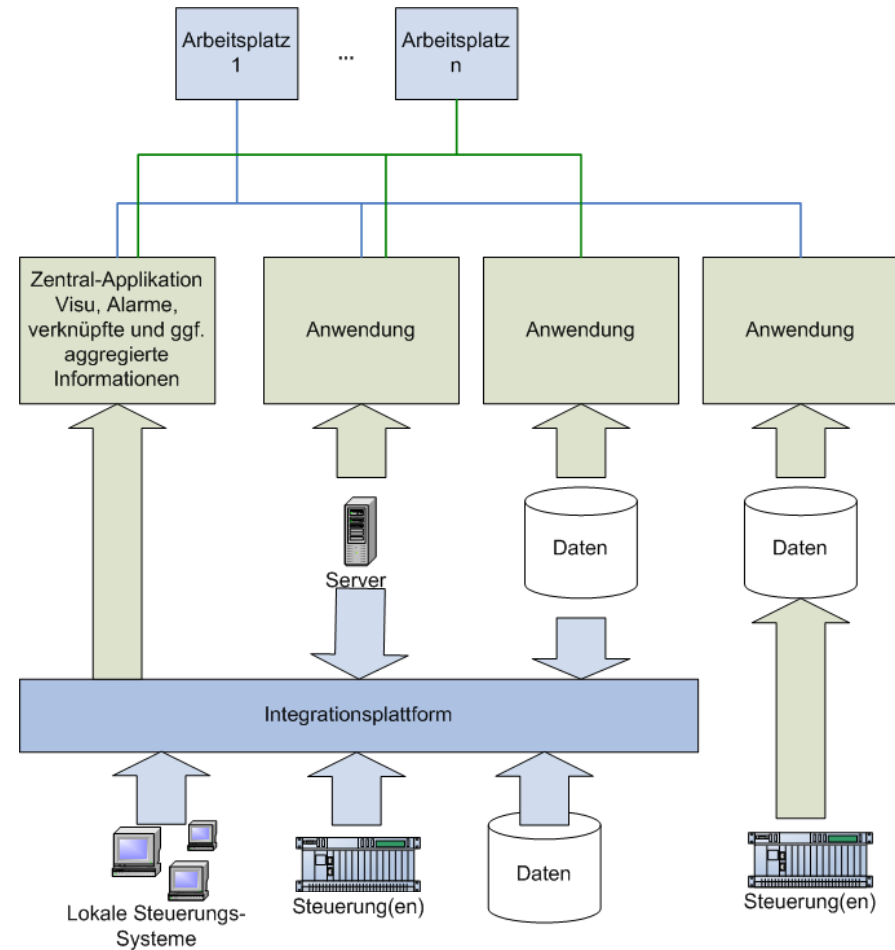 Arbeitsplatz
1
...
Arbeitsplatz
n
Zentral-Applikation
Visu, Alarme,
verknüpfte und ggf.
aggregierte
Informationen
Anwendung
Anwendung
Anwendung
Server
Daten
Daten
Integrationsplattform
Lokale Steuerungs-
Systeme
Steuerung(en)
Daten
Steuerung(en)